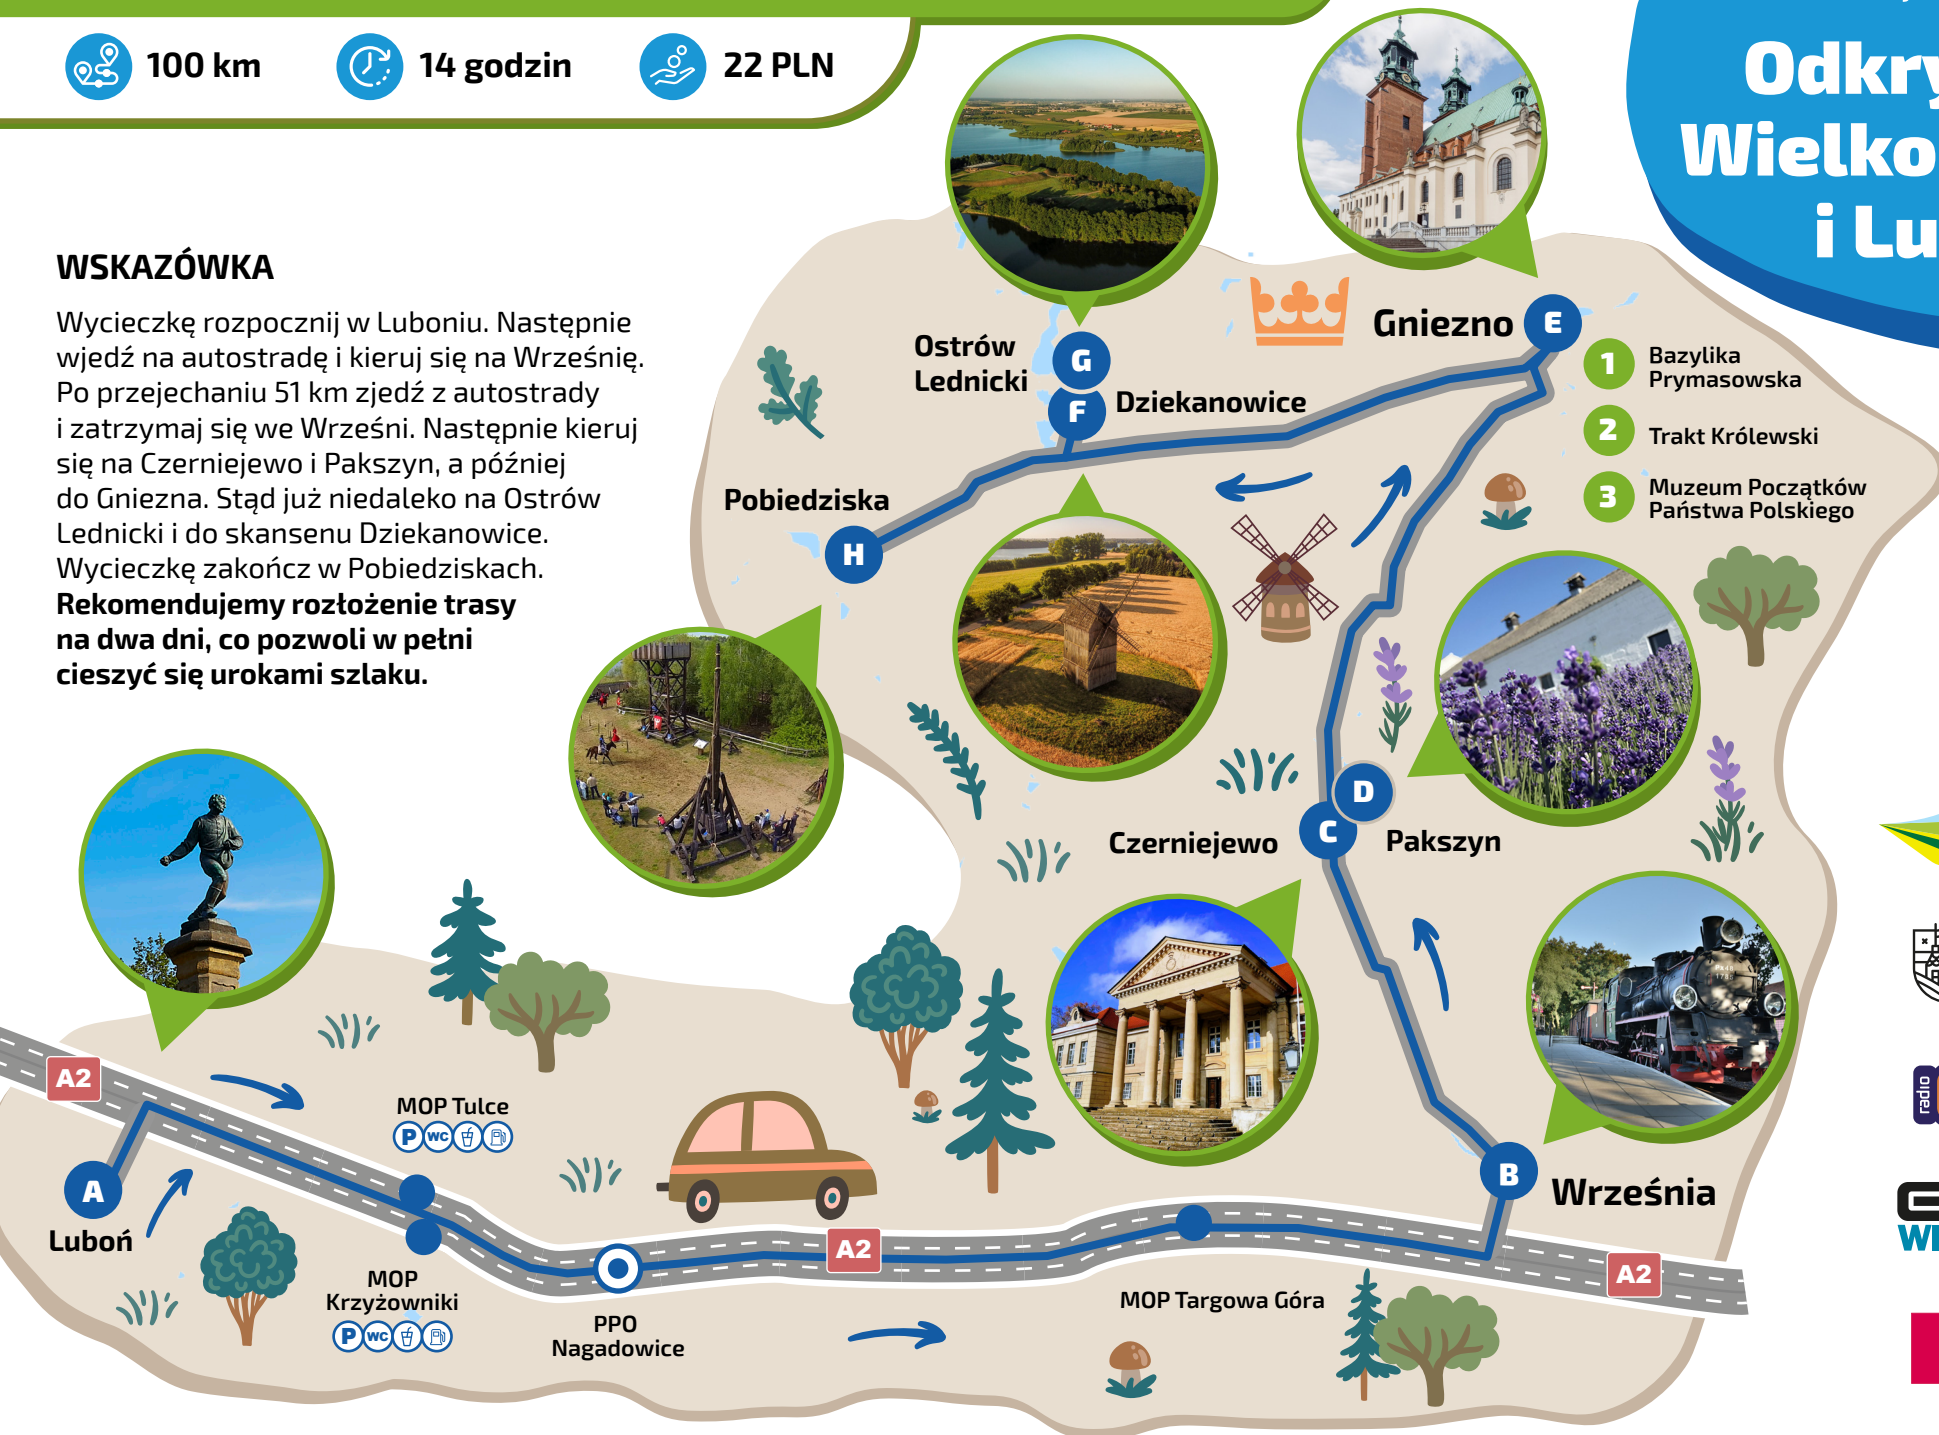 100 km
14 godzin
22 PLN
Odkry
Wielko
i Lu
WSKAZÓWKA
Wycieczkę rozpocznij w Luboniu. Następnie
wjedź na autostradę i kieruj się na Wrześnię.
Po przejechaniu 51 km zjedź z autostrady
i zatrzymaj się we Wrześni. Następnie kieruj
się na Czerniejewo i Pakszyn, a później
do Gniezna. Stąd już niedaleko na Ostrów
Lednicki i do skansenu Dziekanowice.
Wycieczkę zakończ w Pobiedziskach.
Rekomendujemy rozłożenie trasy
na dwa dni, co pozwoli w pełni
cieszyć się urokami szlaku.
Gniezno
E
1
Bazylika
Prymasowska
2
Trakt Królewski
3
Muzeum Początków
Państwa Polskiego
Ostrów
Lednicki
G
F
Dziekanowice
Pobiedziska
H
D
C
Czerniejewo
Pakszyn
A2
MOP Tulce
P WC
A
Luboń
MOP
Krzyżowniki
P WC
PPO
Nagadowice
A2
MOP Targowa Góra
B
Września
A2
radio